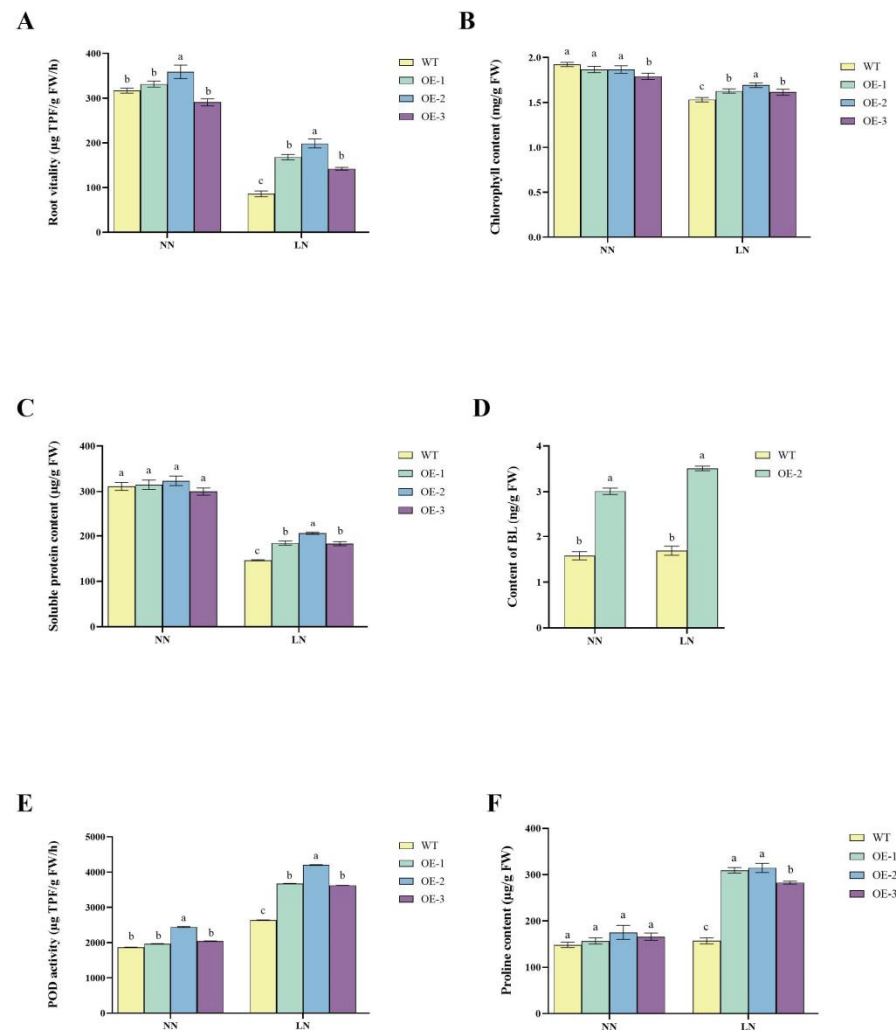 A
Root vitality (μg TPF/g FW/h)
400
300
200
100
0
b b a b
c b a b
NN LN
WT
OE-1
OE-2
OE-3
B
Chlorophyll content (mg/g FW)
2.0
1.5
1.0
0.5
0.0
a a a b
c b a b
NN LN
WT
OE-1
OE-2
OE-3
C
Soluble protein content (μg/g FW)
400
300
200
100
0
a a a a
c b a b
NN LN
WT
OE-1
OE-2
OE-3
D
Content of BL (ng/g FW)
4
3
2
1
0
b a
b a
NN LN
WT
OE-2
E
POD activity (μg TPF/g FW/h)
5000
4000
3000
2000
1000
0
b b a b
c b a b
NN LN
WT
OE-1
OE-2
OE-3
F
Proline content (μg/g FW)
400
300
200
100
0
a a a a
c a a b
NN LN
WT
OE-1
OE-2
OE-3